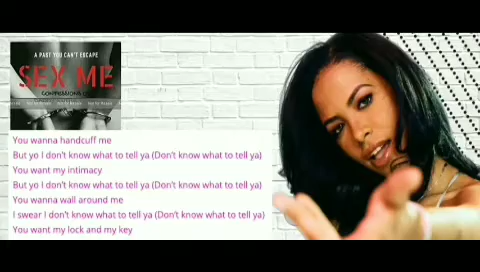 A PAST YOU CAN'T ESCAPE
SEX ME
CONFESSIONS
You wanna handcuff me
But yo I don't know what to tell ya (Don't know what to tell ya)
You want my intimacy
But yo I don't know what to tell ya (Don't know what to tell ya)
You wanna wall around me
I swear I don't know what to tell ya (Don't know what to tell ya)
You want my lock and my key